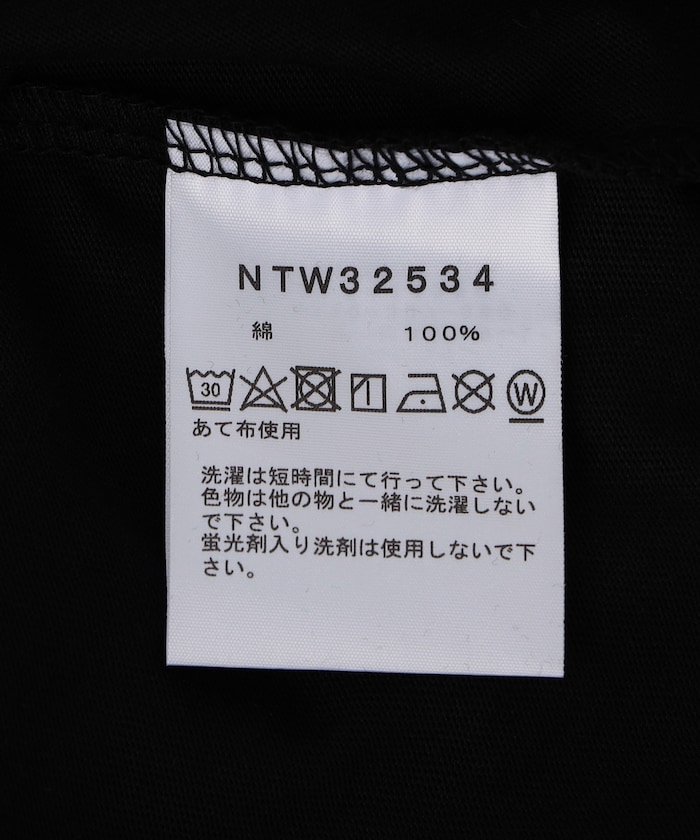 NTW32534
綿 100%
30 W
あて布使用
洗濯は短時間にて行って下さい。
色物は他の物と一緒に洗濯しない
で下さい。
蛍光剤入り洗剤は使用しないで下
さい。